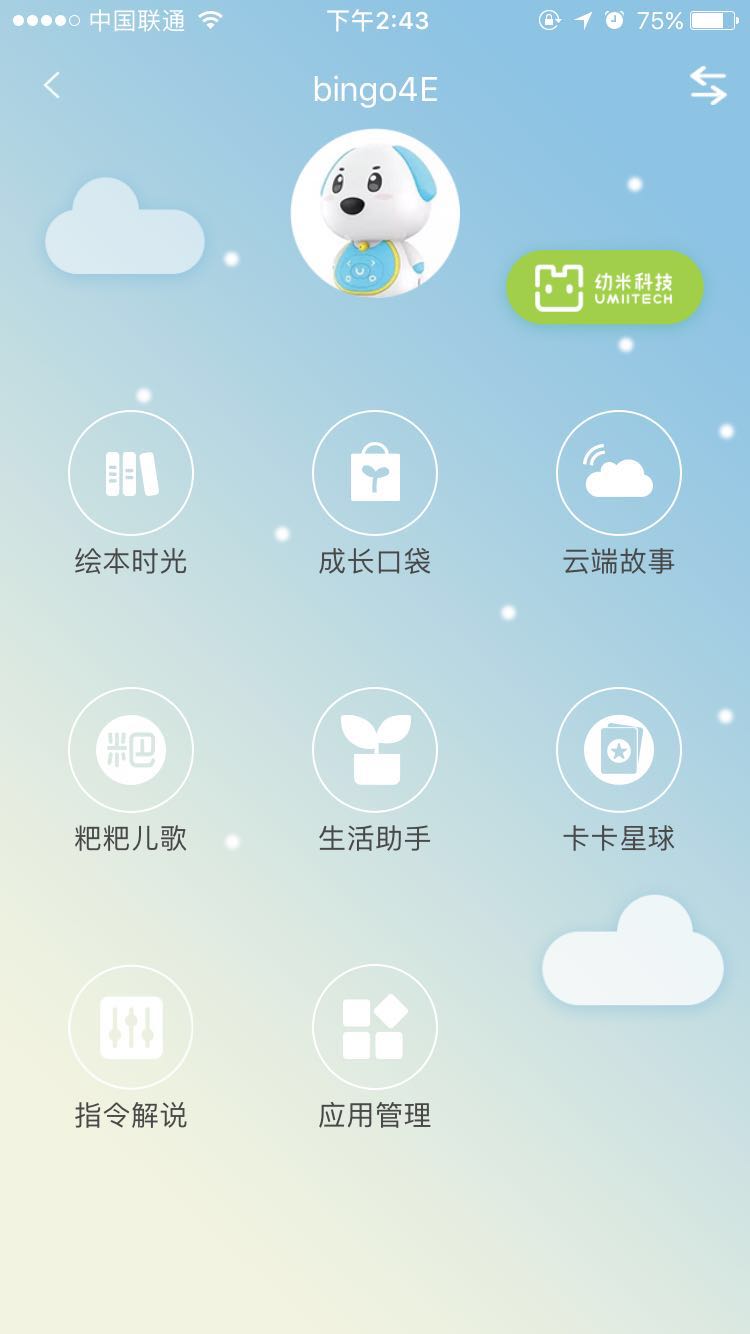 中国联通
下午2:43
75%
bingo4E
幼米科技
UMIITECH
绘本时光
成长口袋
云端故事
粑
粑粑儿歌
生活助手
卡卡星球
指令解说
应用管理